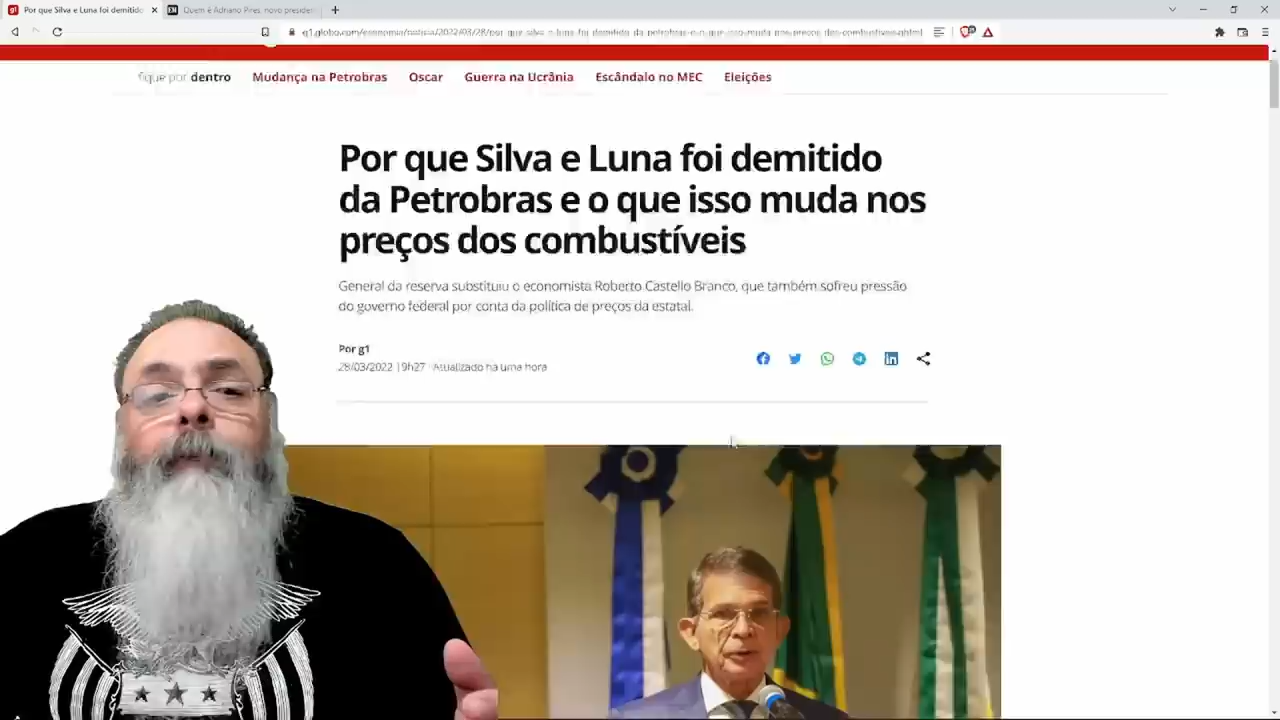 Por que Silva e Luna foi demitido
Quem é Adriano Pires, novo presiden
g1.globo.com/economia/noticia/2022/03/28/por-que-silva-e-luna-foi-demitido-da-petrobras-e-o-que-isso-muda-nos-precos-dos-combustiveis.ghtml
fique por dentro Mudança na Petrobras Oscar Guerra na Ucrânia Escândalo no MEC Eleições
Por que Silva e Luna foi demitido
da Petrobras e o que isso muda nos
preços dos combustíveis
General da reserva substituiu o economista Roberto Castello Branco, que também sofreu pressão
do governo federal por conta da política de preços da estatal.
Por g1
28/03/2022 19h27 · Atualizado há uma hora